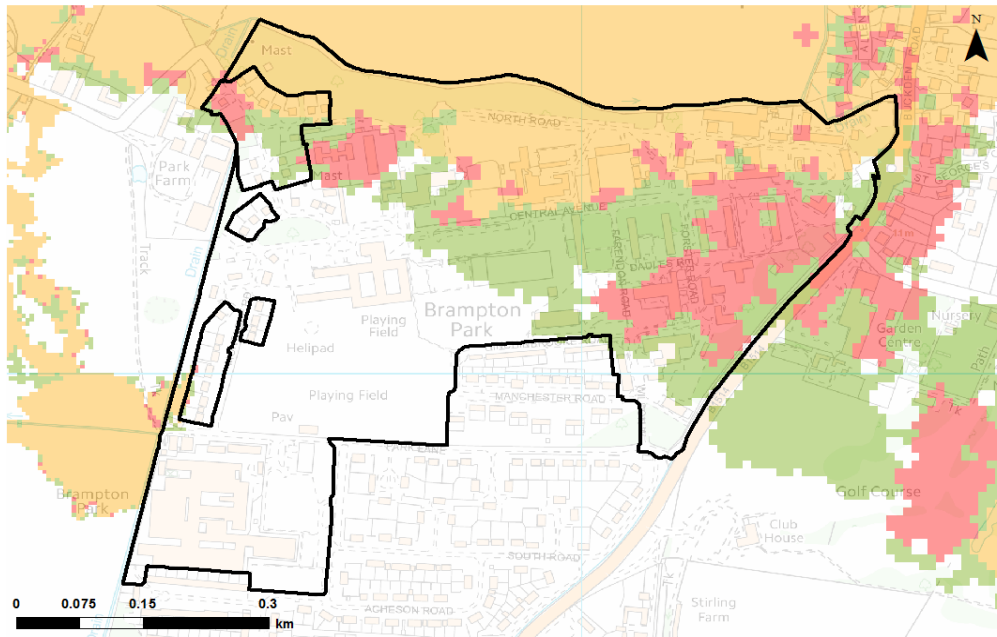 N
Drain
Mast
NORTH ROAD
Park
Farm
Mast
CENTRAL AVENUE
Track
Drain
Brampton
Park
Playing
Field
Helipad
Nursery
Garden
Centre
Path
Playing Field
MANCHESTER ROAD
Pav
PARK LANE
Brampton
Park
Golf Course
Club
House
SOUTH ROAD
ACHESON ROAD
Stirling
Farm
0 0.075 0.15 0.3
km